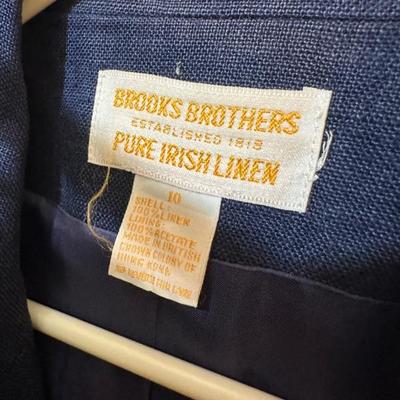 BROOKS BROTHERS
ESTABLISHED 1818
PURE IRISH LINEN
10
SHELL:
100% LINEN
LINING:
100% ACETATE
MADE IN BRITISH
CROWN COLONY OF
HONG KONG